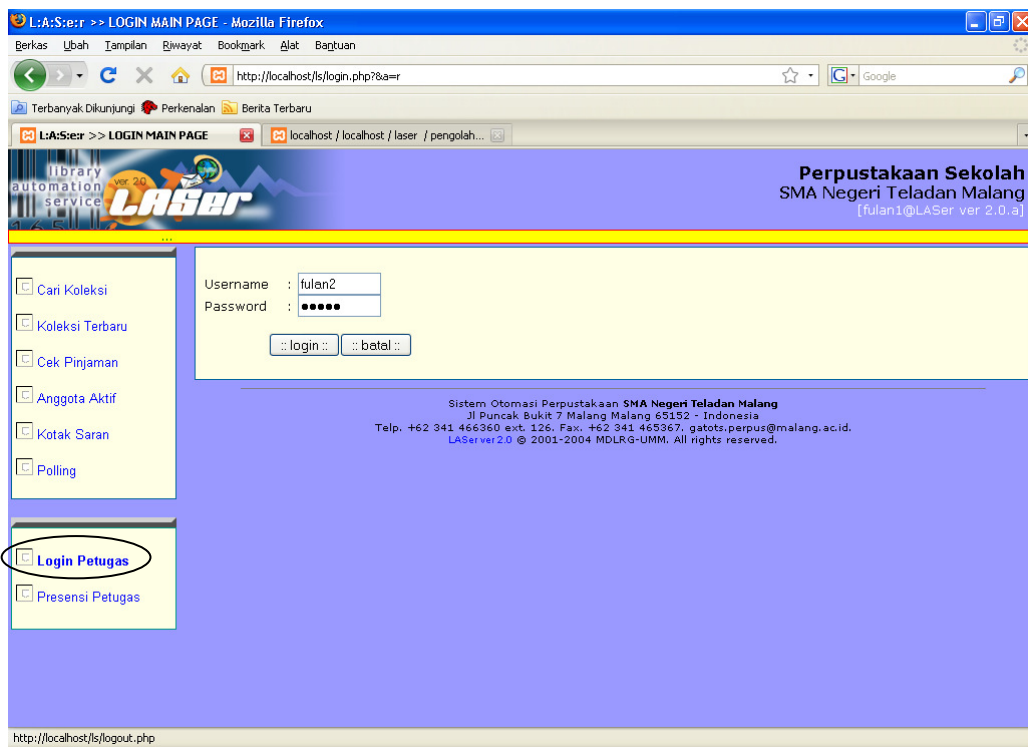 L:A:S:e:r >> LOGIN MAIN PAGE - Mozilla Firefox
Berkas Ubah Tampilan Riwayat Bookmark Alat Bantuan
http://localhost/ls/login.php?&a=r
Google
Terbanyak Dikunjungi Perkenalan Berita Terbaru
L:A:S:e:r >> LOGIN MAIN PAGE localhost / localhost / laser / pengolah...
library
automation
service
ver. 2.0
LASer
Perpustakaan Sekolah
SMA Negeri Teladan Malang
[fulan1@LASer ver 2.0.a]
...
Cari Koleksi
Koleksi Terbaru
Cek Pinjaman
Anggota Aktif
Kotak Saran
Polling
Login Petugas
Presensi Petugas
Username : fulan2
Password : ●●●●●
:: login :: :: batal ::
Sistem Otomasi Perpustakaan SMA Negeri Teladan Malang
Jl Puncak Bukit 7 Malang Malang 65152 - Indonesia
Telp. +62 341 466360 ext. 126. Fax. +62 341 465367. gatots.perpus@malang.ac.id.
LASer ver 2.0 @ 2001-2004 MDLRG-UMM. All rights reserved.
http://localhost/ls/logout.php